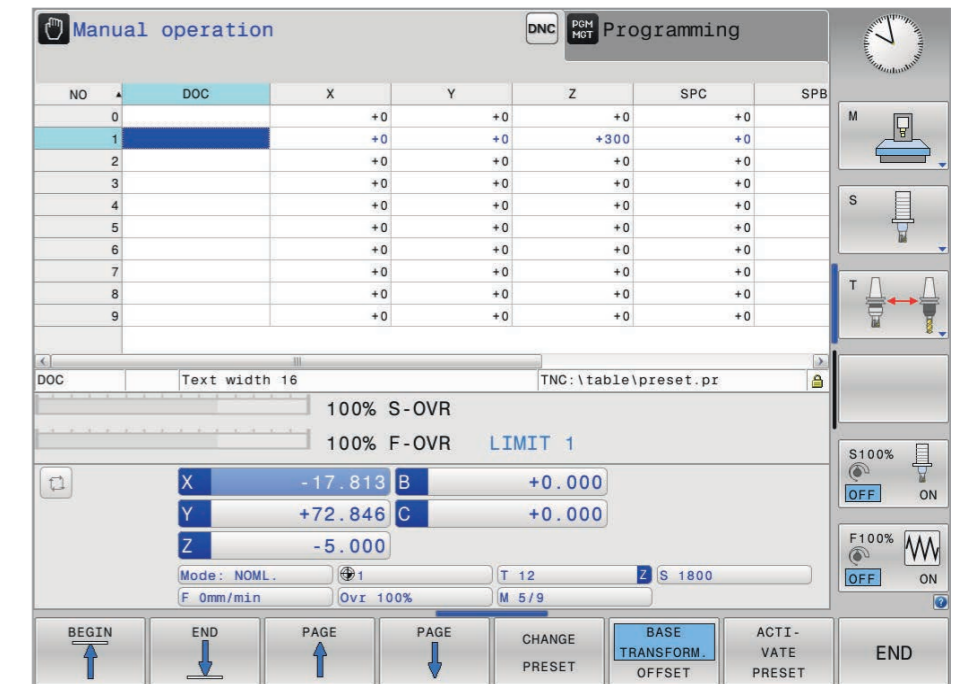 Manual operation
DNC
PGM
MGT
Programming
NO DOC X Y Z SPC SPB
0 +0 +0 +0 +0
1 +0 +0 +300 +0
2 +0 +0 +0 +0
3 +0 +0 +0 +0
4 +0 +0 +0 +0
5 +0 +0 +0 +0
6 +0 +0 +0 +0
7 +0 +0 +0 +0
8 +0 +0 +0 +0
9 +0 +0 +0 +0
DOC Text width 16 TNC:\table\preset.pr
100% S-OVR
100% F-OVR LIMIT 1
X -17.813 B +0.000
Y +72.846 C +0.000
Z -5.000
Mode: NOML. 1 T 12 Z S 1800
F 0mm/min Ovr 100% M 5/9
M
S
T
S100%
OFF ON
F100%
OFF ON
?
BEGIN
END
PAGE
PAGE
CHANGE
PRESET
BASE
TRANSFORM.
OFFSET
ACTI-
VATE
PRESET
END